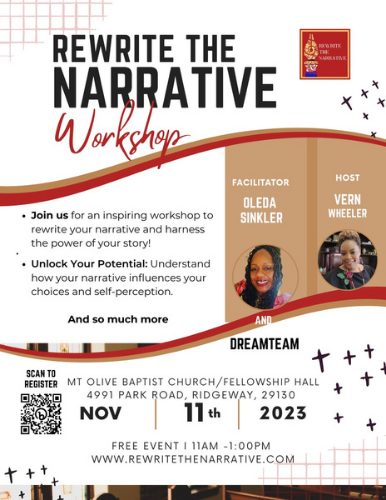 REWRITE THE
NARRATIVE
Workshop
REWRITE
THE
NARRATIVE
• Join us for an inspiring workshop to
rewrite your narrative and harness
the power of your story!
• Unlock Your Potential: Understand
how your narrative influences your
choices and self-perception.
And so much more
FACILITATOR
OLEDA
SINKLER
HOST
VERN
WHEELER
AND
DREAMTEAM
SCAN TO
REGISTER
MT OLIVE BAPTIST CHURCH/FELLOWSHIP HALL
4991 PARK ROAD, RIDGEWAY, 29130
NOV | 11th | 2023
FREE EVENT | 11AM -1:00PM
WWW.REWRITETHENARRATIVE.COM